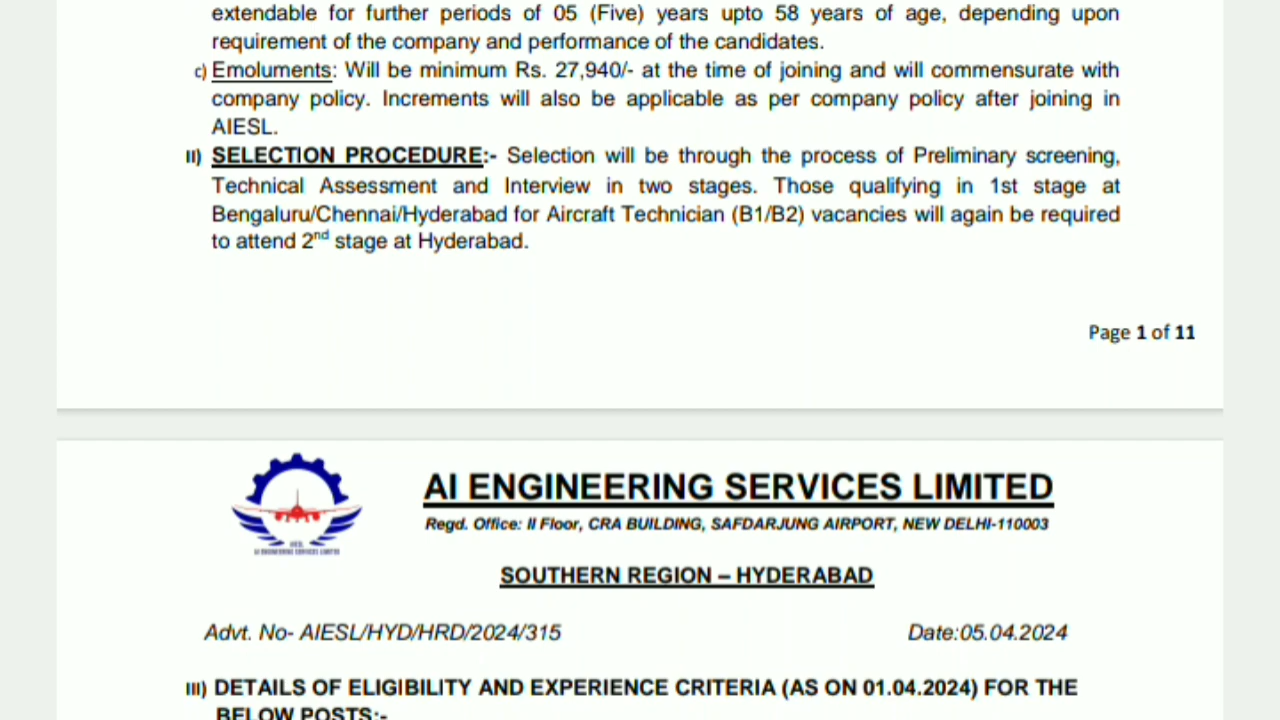 extendable for further periods of 05 (Five) years upto 58 years of age, depending upon
requirement of the company and performance of the candidates.
c) Emoluments: Will be minimum Rs. 27,940/- at the time of joining and will commensurate with
company policy. Increments will also be applicable as per company policy after joining in
AIESL.
II) SELECTION PROCEDURE:- Selection will be through the process of Preliminary screening,
Technical Assessment and Interview in two stages. Those qualifying in 1st stage at
Bengaluru/Chennai/Hyderabad for Aircraft Technician (B1/B2) vacancies will again be required
to attend 2nd stage at Hyderabad.
Page 1 of 11
AI ENGINEERING SERVICES LIMITED
Regd. Office: II Floor, CRA BUILDING, SAFDARJUNG AIRPORT, NEW DELHI-110003
AIESL
AI ENGINEERING SERVICES LIMITED
SOUTHERN REGION – HYDERABAD
Advt. No- AIESL/HYD/HRD/2024/315 Date:05.04.2024
III) DETAILS OF ELIGIBILITY AND EXPERIENCE CRITERIA (AS ON 01.04.2024) FOR THE
BELOW POSTS:-